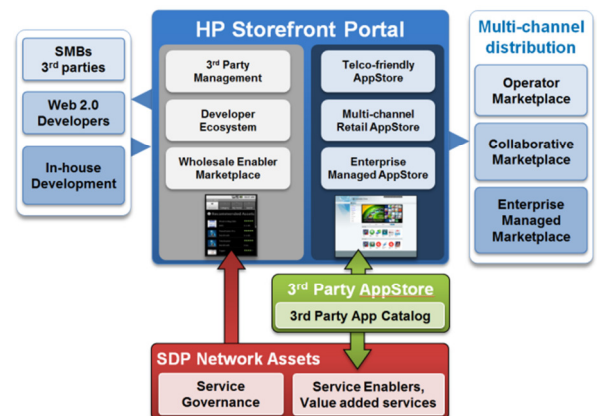 HP Storefront Portal
SMBs
3rd parties
Web 2.0
Developers
In-house
Development
3rd Party
Management
Developer
Ecosystem
Wholesale Enabler
Marketplace
Telco-friendly
AppStore
Multi-channel
Retail AppStore
Enterprise
Managed AppStore
Multi-channel
distribution
Operator
Marketplace
Collaborative
Marketplace
Enterprise
Managed
Marketplace
3rd Party AppStore
3rd Party App Catalog
SDP Network Assets
Service
Governance
Service Enablers,
Value added services